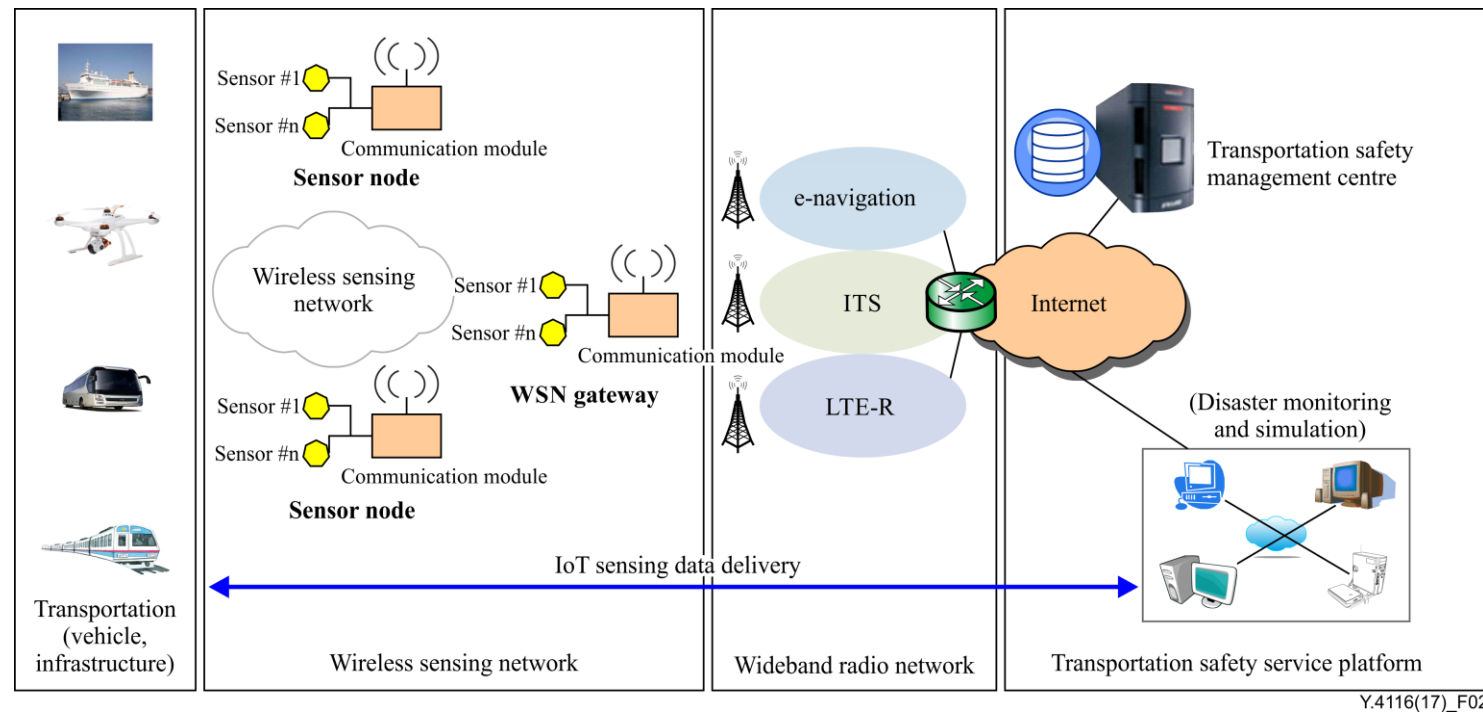 Sensor #1
Sensor #n
Communication module
Sensor node
Wireless sensing
network
Sensor #1
Sensor #n
Communication module
WSN gateway
Sensor #1
Sensor #n
Communication module
Sensor node
e-navigation
ITS
LTE-R
Internet
Transportation safety
management centre
(Disaster monitoring
and simulation)
IoT sensing data delivery
Transportation
(vehicle,
infrastructure)
Wireless sensing network
Wideband radio network
Transportation safety service platform
Y.4116(17)_F02